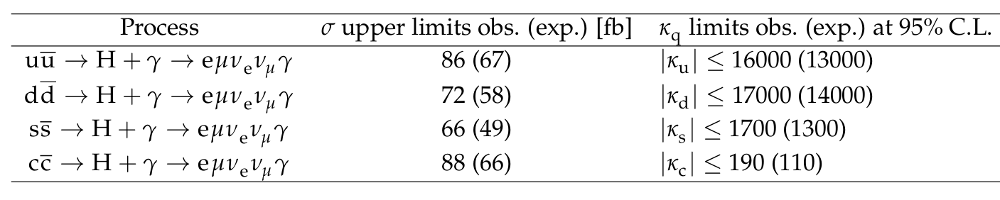 Process σ upper limits obs. (exp.) [fb] κq limits obs. (exp.) at 95% C.L.
uu̅ → H + γ → eμνeνμγ 86 (67) |κu| ≤ 16000 (13000)
dd̅ → H + γ → eμνeνμγ 72 (58) |κd| ≤ 17000 (14000)
ss̅ → H + γ → eμνeνμγ 66 (49) |κs| ≤ 1700 (1300)
cc̅ → H + γ → eμνeνμγ 88 (66) |κc| ≤ 190 (110)